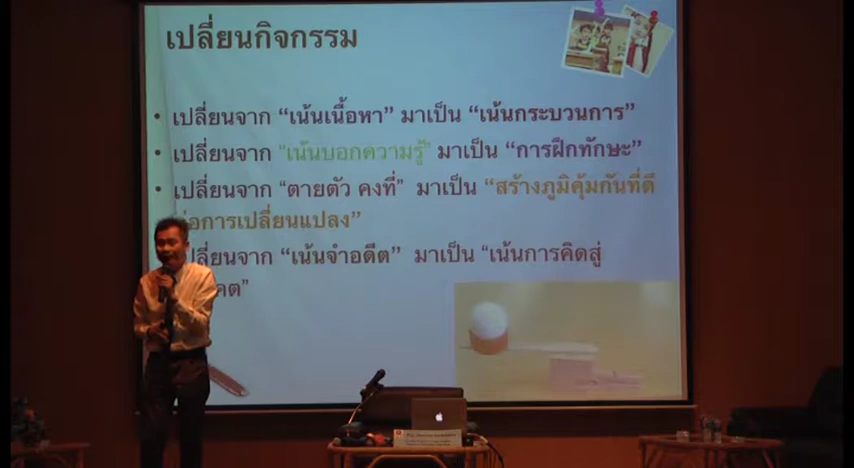 เปลี่ยนกิจกรรม
• เปลี่ยนจาก “เน้นเนื้อหา” มาเป็น “เน้นกระบวนการ”
• เปลี่ยนจาก “เน้นบอกความรู้” มาเป็น “การฝึกทักษะ”
• เปลี่ยนจาก “ตายตัว คงที่” มาเป็น “สร้างภูมิคุ้มกันที่ดี
่อการเปลี่ยนแปลง”
ปลี่ยนจาก “เน้นจำอดีต” มาเป็น “เน้นการคิดสู่
คต”